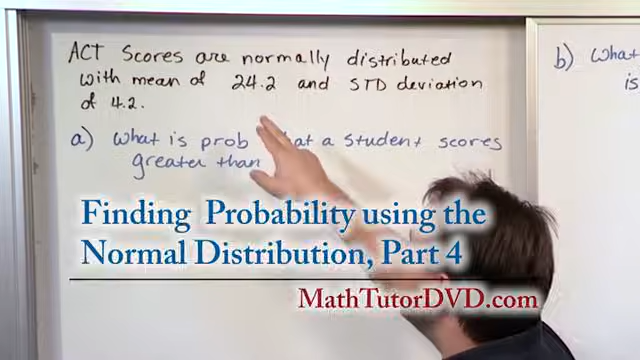 ACT Scores are normally distributed
with mean of 24.2 and STD deviation
of 4.2.
a) What is prob that a student scores
greater than
b) What
is
Finding Probability using the
Normal Distribution, Part 4
MathTutorDVD.com